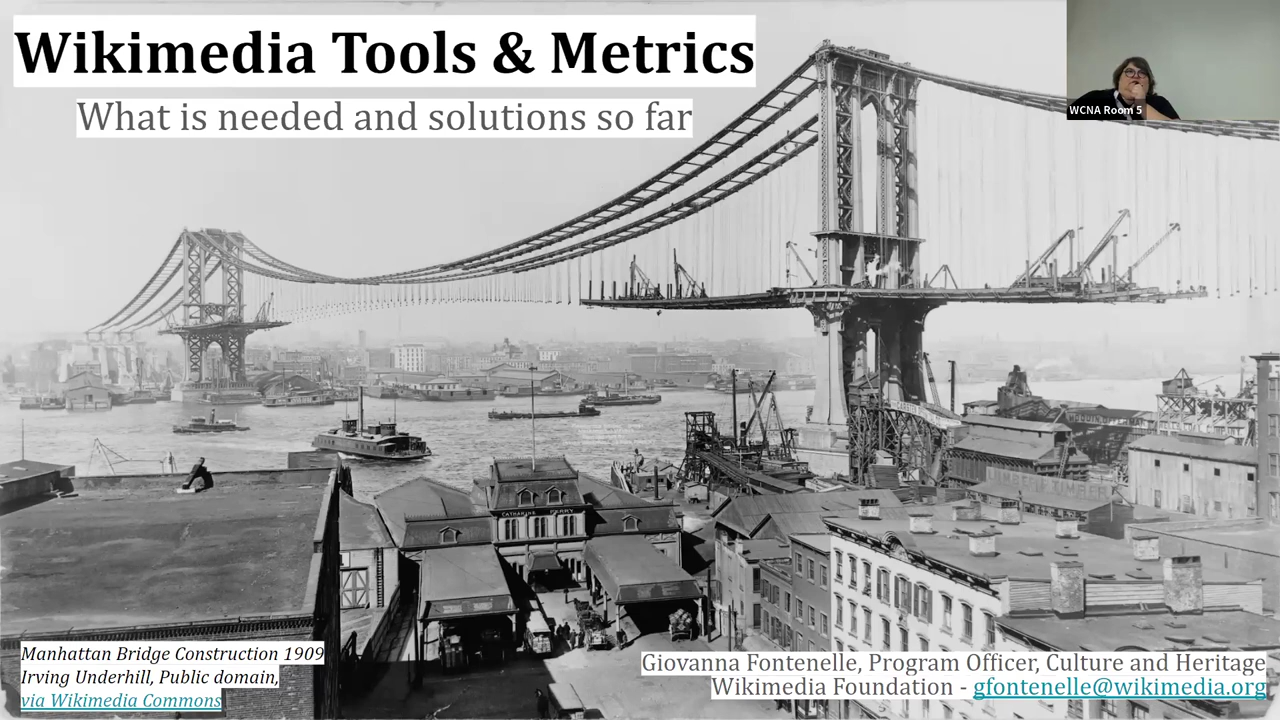 Wikimedia Tools & Metrics
What is needed and solutions so far
WCNA Room 5
CATHARINE FERRY
Manhattan Bridge Construction 1909
Irving Underhill, Public domain,
via Wikimedia Commons
Giovanna Fontenelle, Program Officer, Culture and Heritage
Wikimedia Foundation - gfontenelle@wikimedia.org